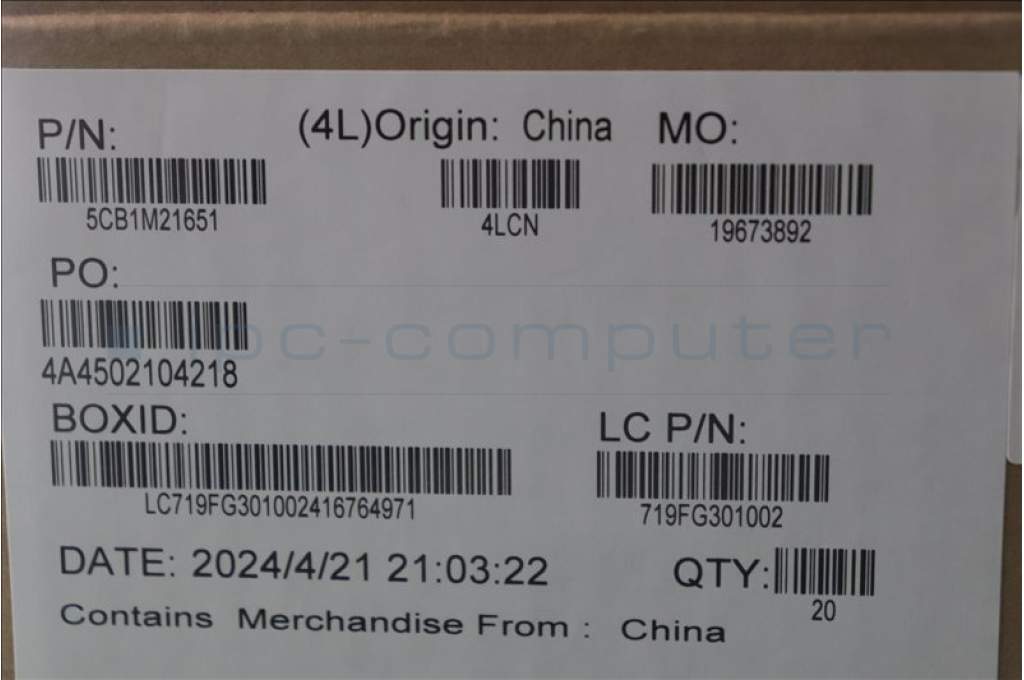 P/N:
(4L)Origin: China
MO:
5CB1M21651
4LCN
19673892
PO:
ipc-computer
4A4502104218
BOXID:
LC P/N:
LC719FG301002416764971
719FG301002
DATE: 2024/4/21 21:03:22
QTY:
20
Contains Merchandise From : China